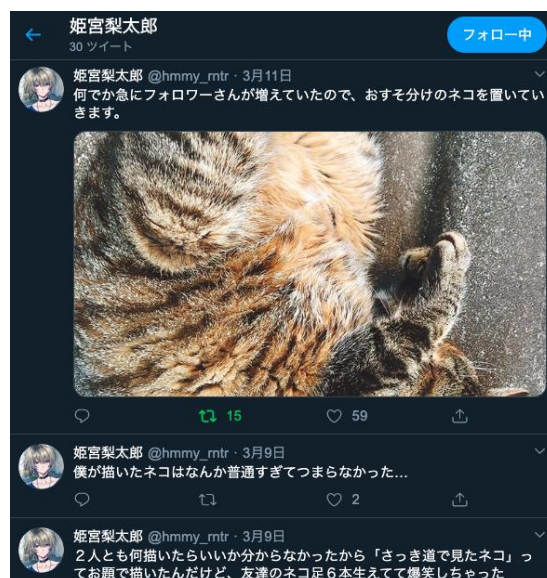 姫宮梨太郎
30 ツイート
フォロー中
姫宮梨太郎 @hmmy_rntr · 3月11日
何でか急にフォロワーさんが増えていたので、おすそ分けのネコを置いてい
きます。
15
59
姫宮梨太郎 @hmmy_rntr · 3月9日
僕が描いたネコはなんか普通すぎてつまらなかった…
2
姫宮梨太郎 @hmmy_rntr · 3月9日
２人とも何描いたらいいか分からなかったから「さっき道で見たネコ」っ
てお題で描いたんだけど、友達のネコ足６本生えてて爆笑しちゃった